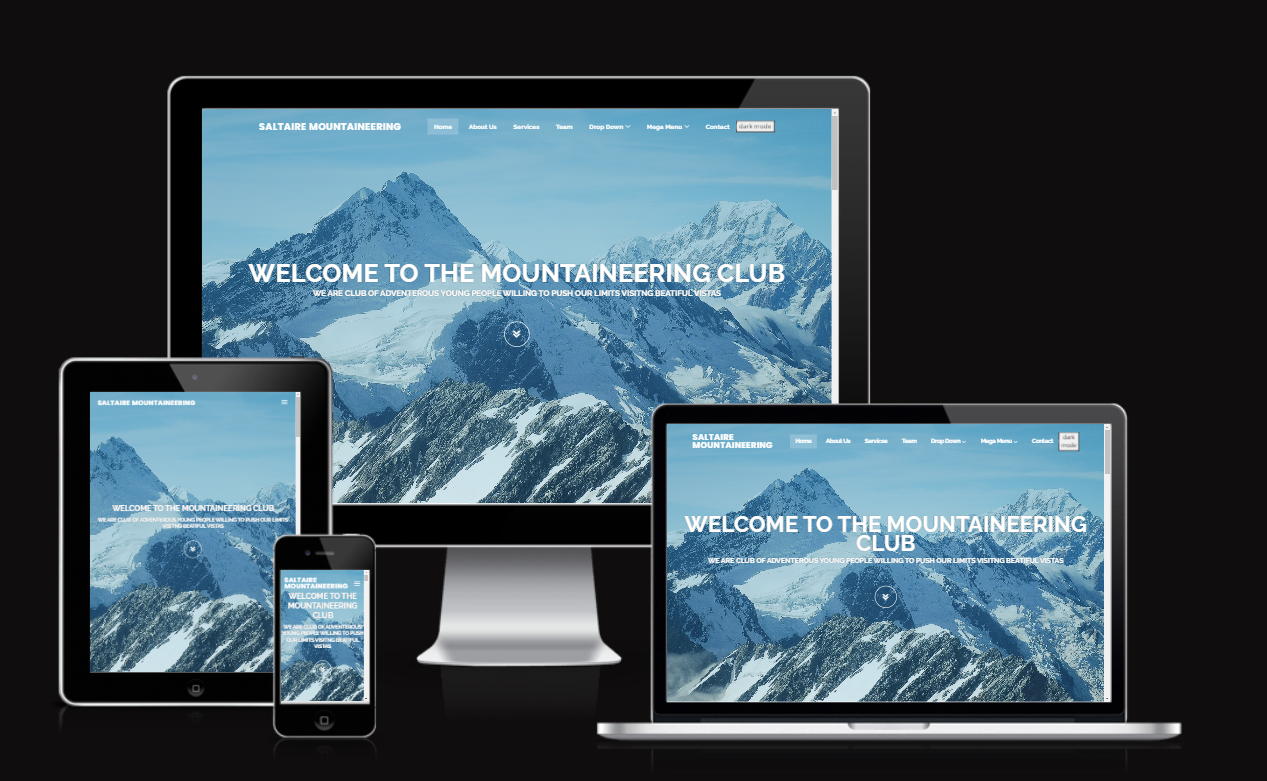 SALTAIRE MOUNTAINEERING Home About Us Services Team Drop Down Mega Menu Contact dark mode
WELCOME TO THE MOUNTAINEERING CLUB
WE ARE CLUB OF ADVENTEROUS YOUNG PEOPLE WILLING TO PUSH OUR LIMITS VISITNG BEATIFUL VISTAS
SALTAIRE MOUNTAINEERING
WELCOME TO THE MOUNTAINEERING CLUB
WE ARE CLUB OF ADVENTEROUS YOUNG PEOPLE WILLING TO PUSH OUR LIMITS
VISITNG BEATIFUL VISTAS
SALTAIRE
MOUNTAINEERING
WELCOME TO THE
MOUNTAINEERING
CLUB
WE ARE CLUB OF ADVENTEROUS
YOUNG PEOPLE WILLING TO PUSH
OUR LIMITS VISITNG BEATIFUL
VISTAS
SALTAIRE
MOUNTAINEERING Home About Us Services Team Drop Down Mega Menu Contact dark
mode
WELCOME TO THE MOUNTAINEERING
CLUB
WE ARE CLUB OF ADVENTEROUS YOUNG PEOPLE WILLING TO PUSH OUR LIMITS VISITNG BEATIFUL VISTAS